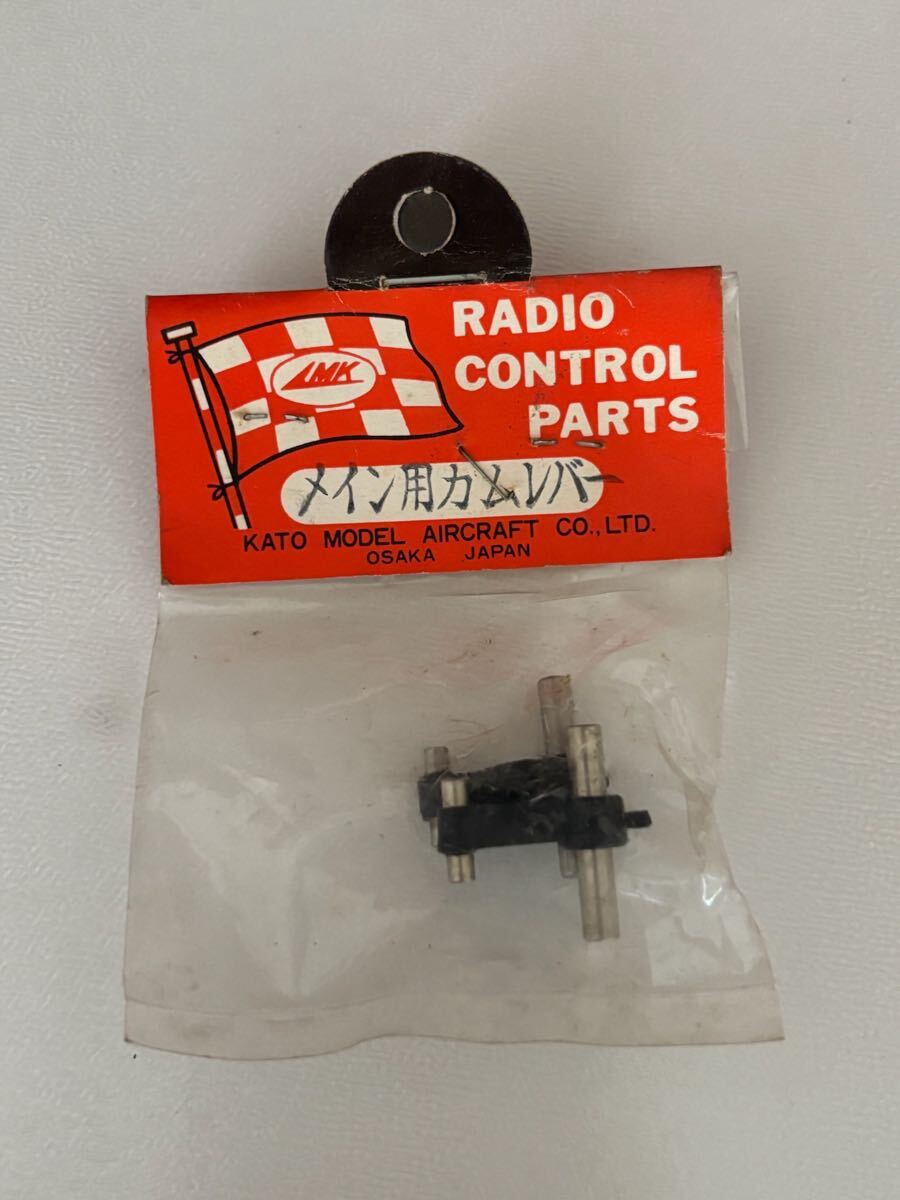 LMK
RADIO
CONTROL
PARTS
メイン用カムレバー
KATO MODEL AIRCRAFT CO.,LTD.
OSAKA JAPAN